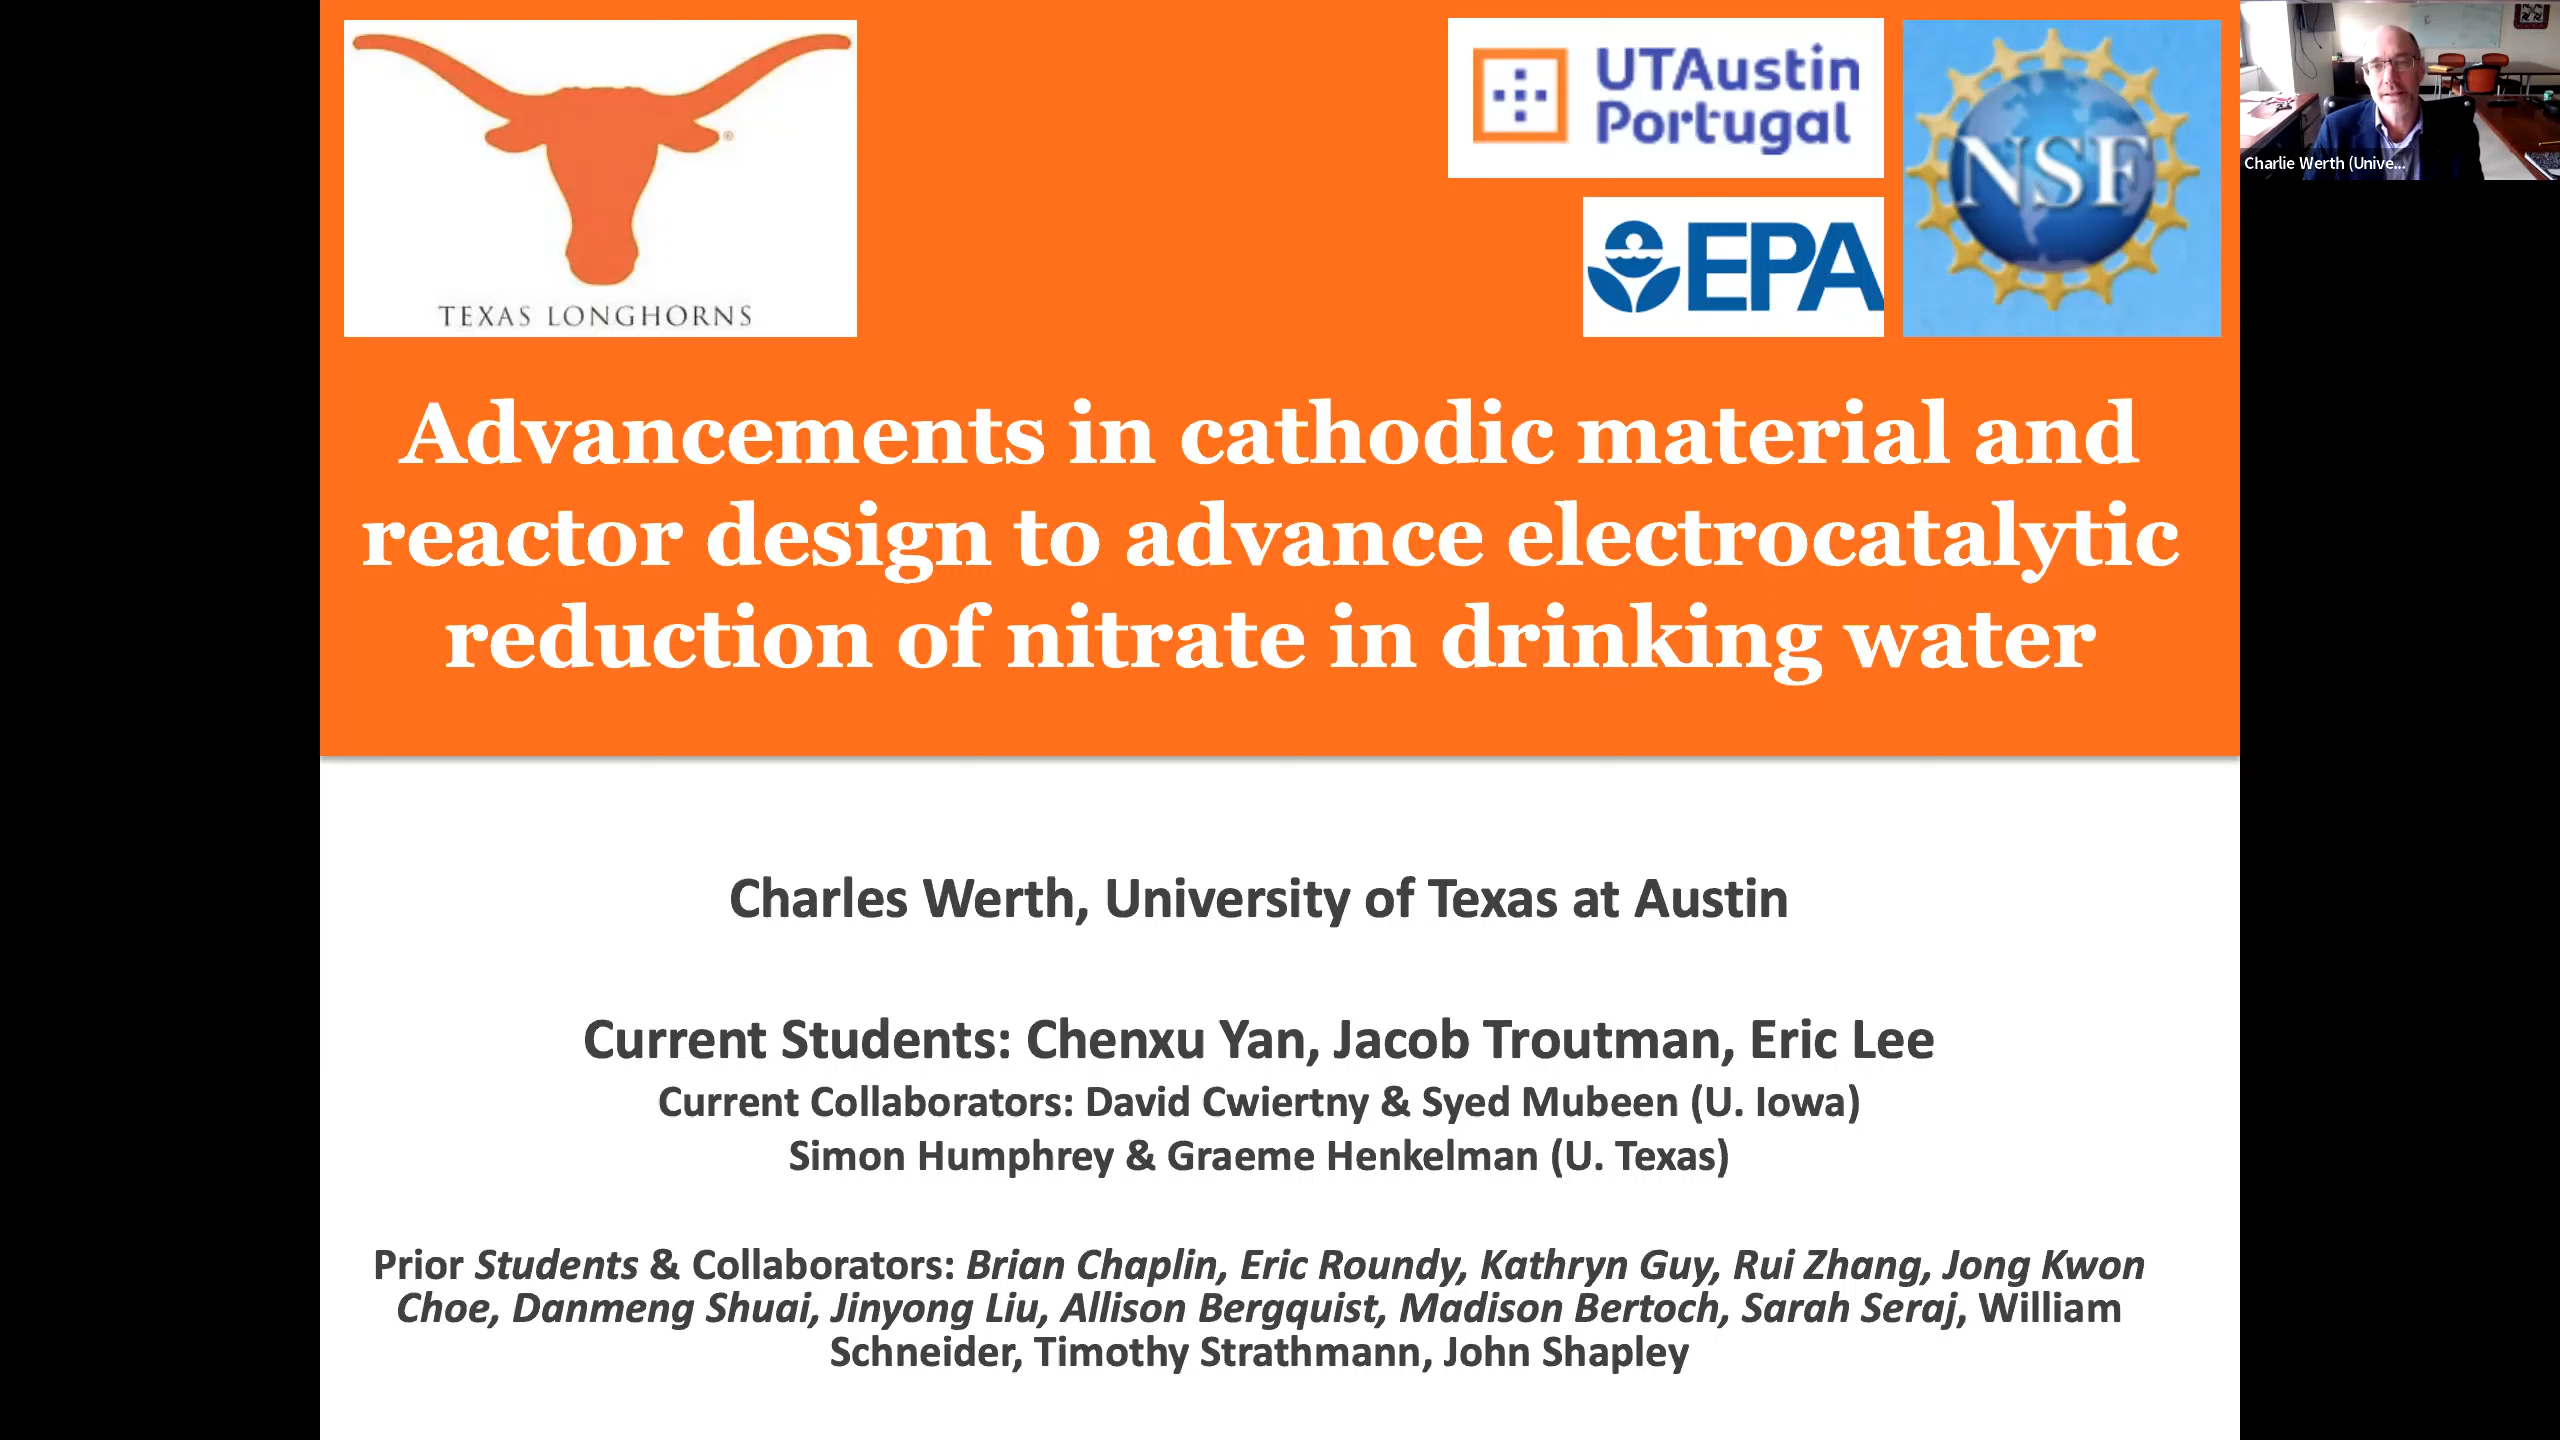 TEXAS LONGHORNS
UTAustin
Portugal
EPA
NSF
Charlie Werth (Unive...
Advancements in cathodic material and
reactor design to advance electrocatalytic
reduction of nitrate in drinking water
Charles Werth, University of Texas at Austin
Current Students: Chenxu Yan, Jacob Troutman, Eric Lee
Current Collaborators: David Cwiertny & Syed Mubeen (U. Iowa)
Simon Humphrey & Graeme Henkelman (U. Texas)
Prior Students & Collaborators: Brian Chaplin, Eric Roundy, Kathryn Guy, Rui Zhang, Jong Kwon
Choe, Danmeng Shuai, Jinyong Liu, Allison Bergquist, Madison Bertoch, Sarah Seraj, William
Schneider, Timothy Strathmann, John Shapley